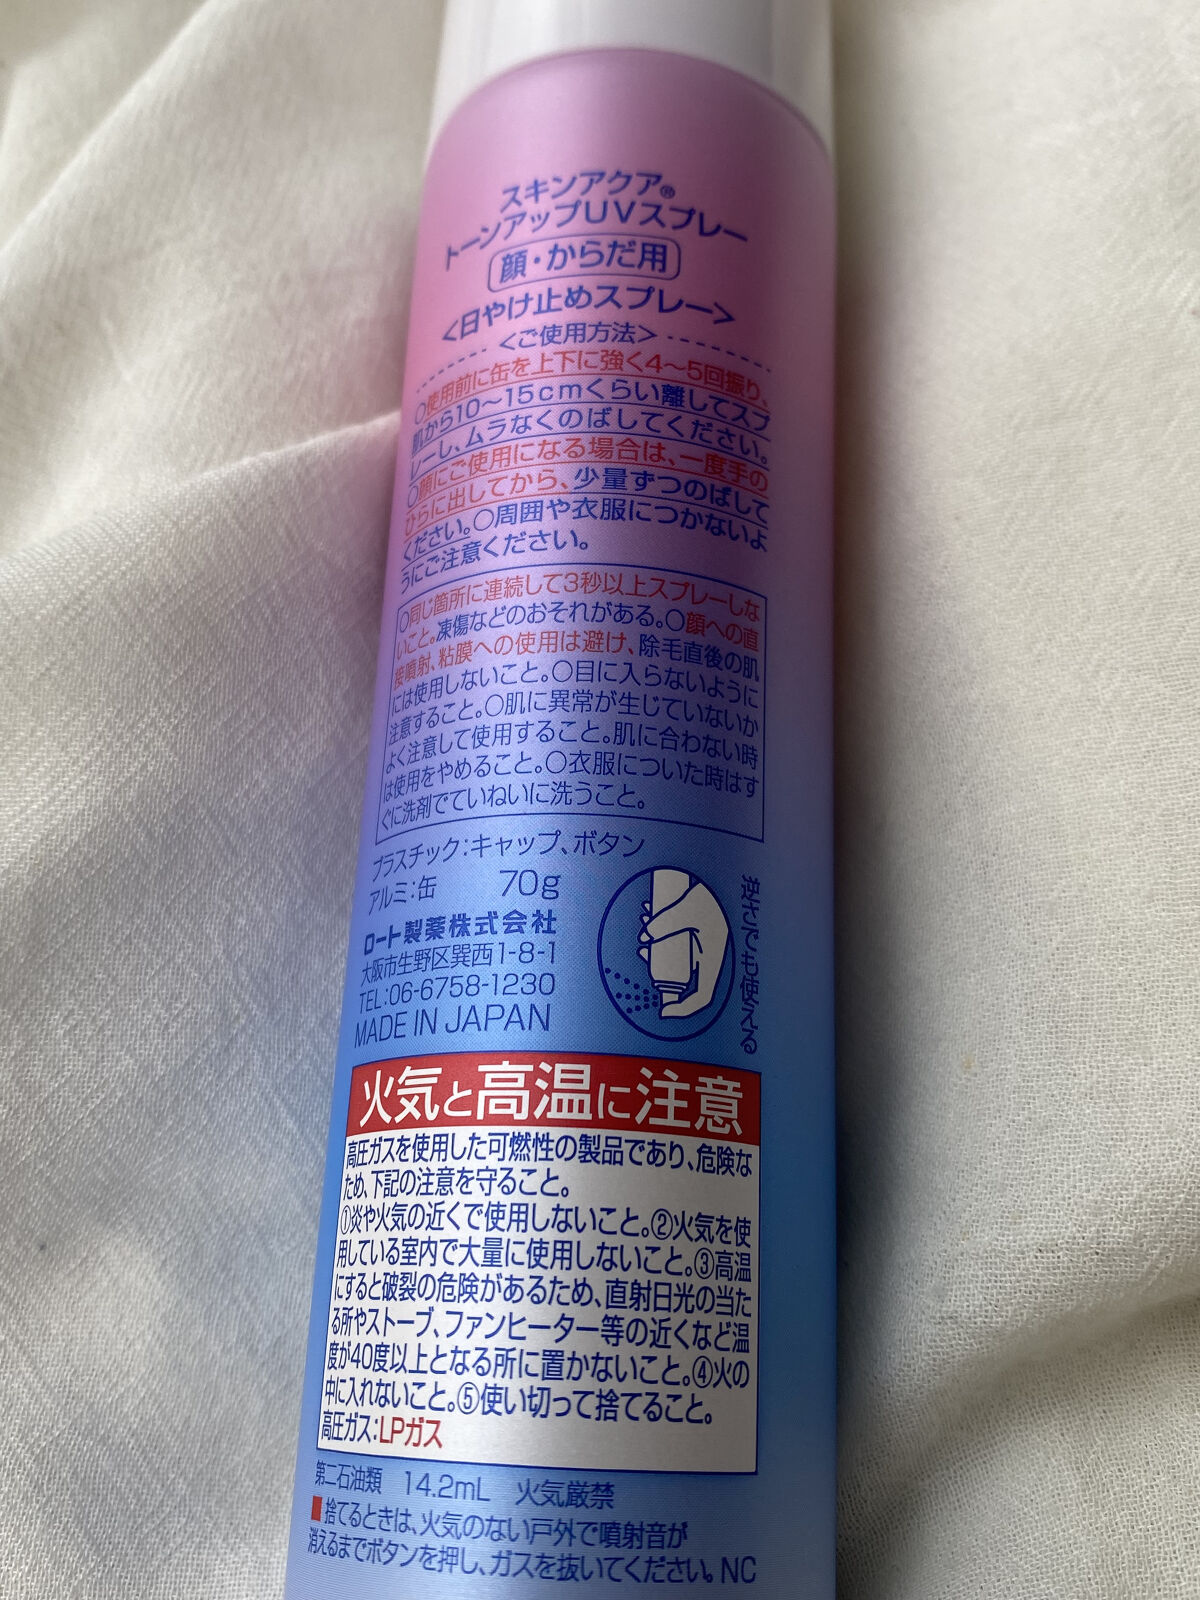 スキンアクア®
トーンアップUVスプレー
顔・からだ用
<日やけ止めスプレー>
<ご使用方法>
○使用前に缶を上下に強く4〜5回振り、
肌から10〜15cmくらい離してスプ
レーし、ムラなくのばしてください。
○顔にご使用になる場合は、一度手の
ひらに出してから、少量ずつのばして
ください。○周囲や衣服につかないよ
うにご注意ください。
○同じ箇所に連続して3秒以上スプレーしな
いこと。凍傷などのおそれがある。○顔への直
接噴射、粘膜への使用は避け、除毛直後の肌
には使用しないこと。○目に入らないように
注意すること。○肌に異常が生じていないか
よく注意して使用すること。肌に合わない時
は使用をやめること。○衣服についた時はす
ぐに洗剤でていねいに洗うこと。
プラスチック:キャップ、ボタン
アルミ:缶 70g
ロート製薬株式会社
大阪市生野区巽西1-8-1
TEL:06-6758-1230
MADE IN JAPAN
逆さでも使える
火気と高温に注意
高圧ガスを使用した可燃性の製品であり、危険な
ため、下記の注意を守ること。
①炎や火気の近くで使用しないこと。②火気を使
用している室内で大量に使用しないこと。③高温
にすると破裂の危険があるため、直射日光の当た
る所やストーブ、ファンヒーター等の近くなど温
度が40度以上となる所に置かないこと。④火の
中に入れないこと。⑤使い切って捨てること。
高圧ガス:LPガス
第二石油類 14.2mL 火気厳禁
■捨てるときは、火気のない戸外で噴射音が
消えるまでボタンを押し、ガスを抜いてください。NC